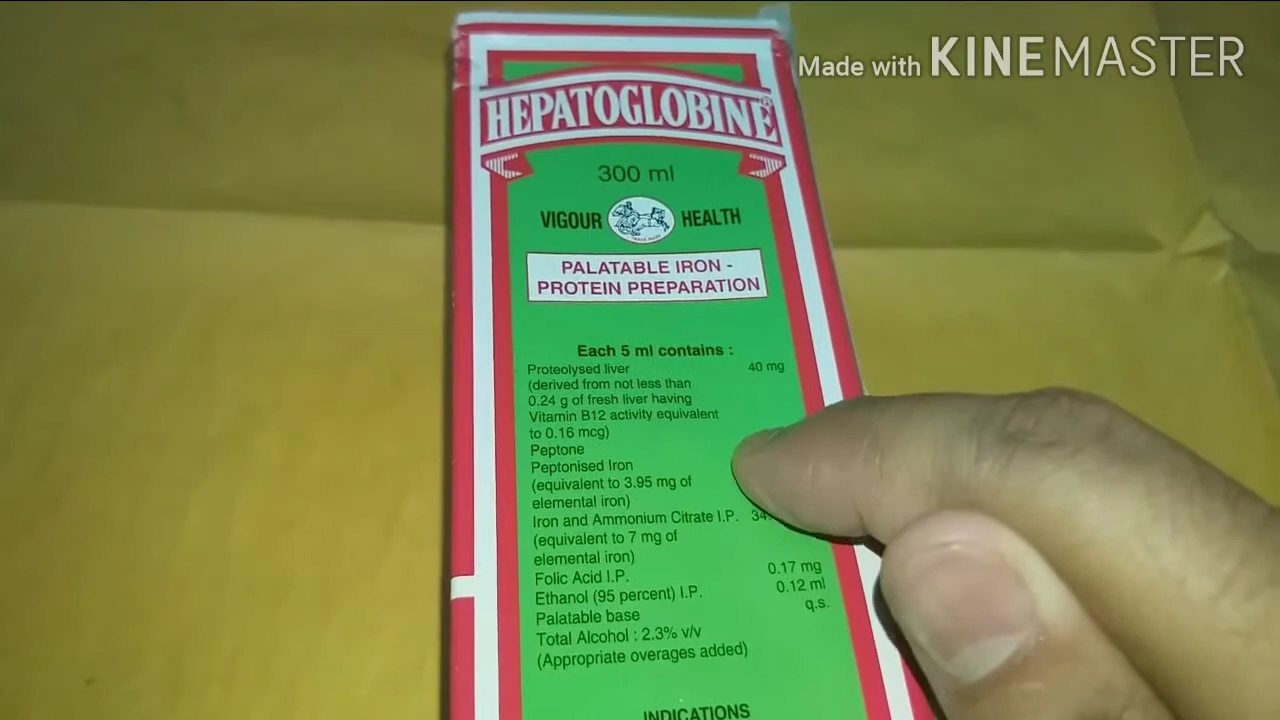 Made with KINEMASTER
HEPATOGLOBINE®
300 ml
VIGOUR HEALTH
PALATABLE IRON -
PROTEIN PREPARATION
Each 5 ml contains :
Proteolysed liver 40 mg
(derived from not less than
0.24 g of fresh liver having
Vitamin B12 activity equivalent
to 0.16 mcg)
Peptone
Peptonised Iron
(equivalent to 3.95 mg of
elemental iron)
Iron and Ammonium Citrate I.P.
(equivalent to 7 mg of
elemental iron)
Folic Acid I.P. 0.17 mg
Ethanol (95 percent) I.P. 0.12 ml
Palatable base q.s.
Total Alcohol : 2.3% v/v
(Appropriate overages added)
INDICATIONS